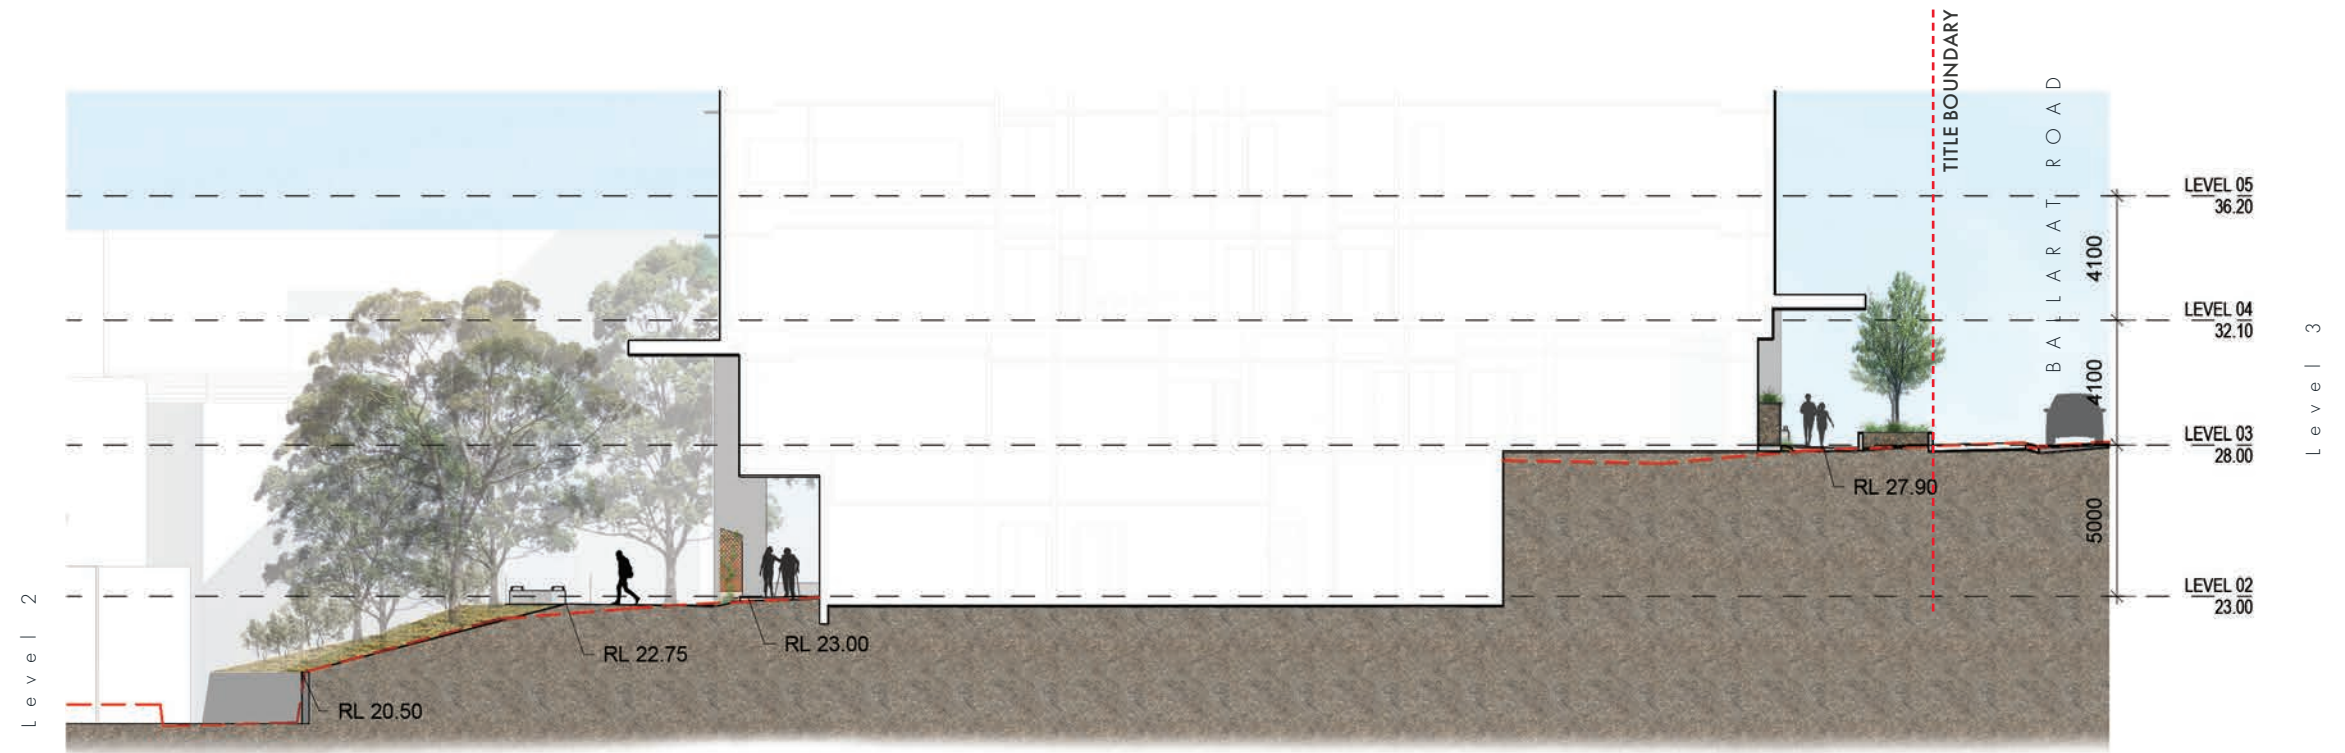 TITLE BOUNDARY
BALLARAT ROAD
LEVEL 05
36.20
4100
LEVEL 04
32.10
4100
LEVEL 03
28.00
RL 27.90
5000
LEVEL 02
23.00
RL 23.00
RL 22.75
RL 20.50
Level 2
Level 3